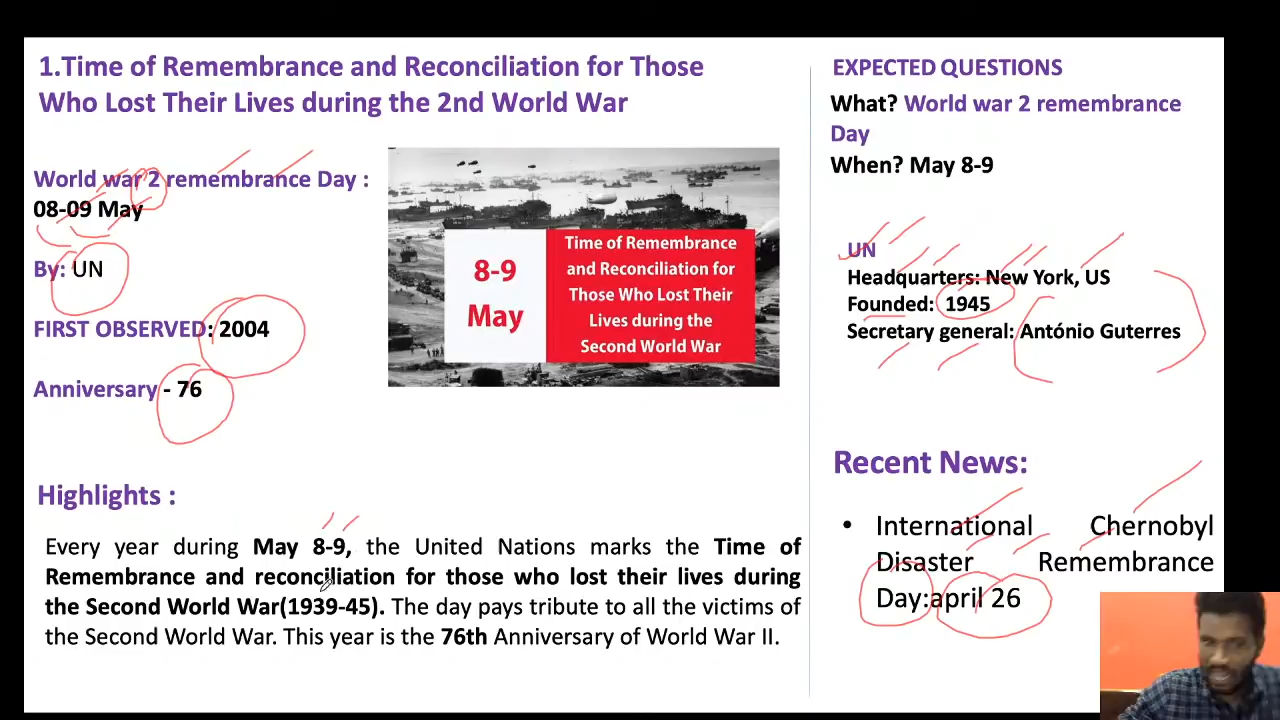 1.Time of Remembrance and Reconciliation for Those
Who Lost Their Lives during the 2nd World War
World war 2 remembrance Day :
08-09 May
By: UN
FIRST OBSERVED: 2004
Anniversary - 76
8-9
May
Time of Remembrance
and Reconciliation for
Those Who Lost Their
Lives during the
Second World War
Highlights :
Every year during May 8-9, the United Nations marks the Time of
Remembrance and reconciliation for those who lost their lives during
the Second World War(1939-45). The day pays tribute to all the victims of
the Second World War. This year is the 76th Anniversary of World War II.
EXPECTED QUESTIONS
What? World war 2 remembrance
Day
When? May 8-9
UN
Headquarters: New York, US
Founded: 1945
Secretary general: António Guterres
Recent News:
• International Chernobyl
Disaster Remembrance
Day:april 26